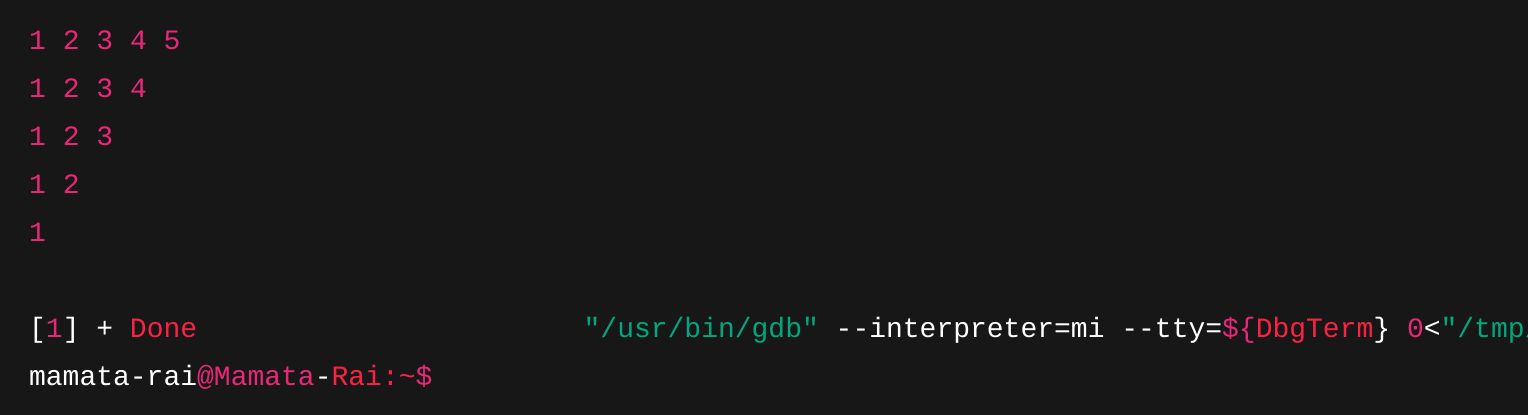 1 2 3 4 5
1 2 3 4
1 2 3
1 2
1
[1] + Done                       "/usr/bin/gdb" --interpreter=mi --tty=${DbgTerm} 0<"/tmp/
mamata-rai@Mamata-Rai:~$